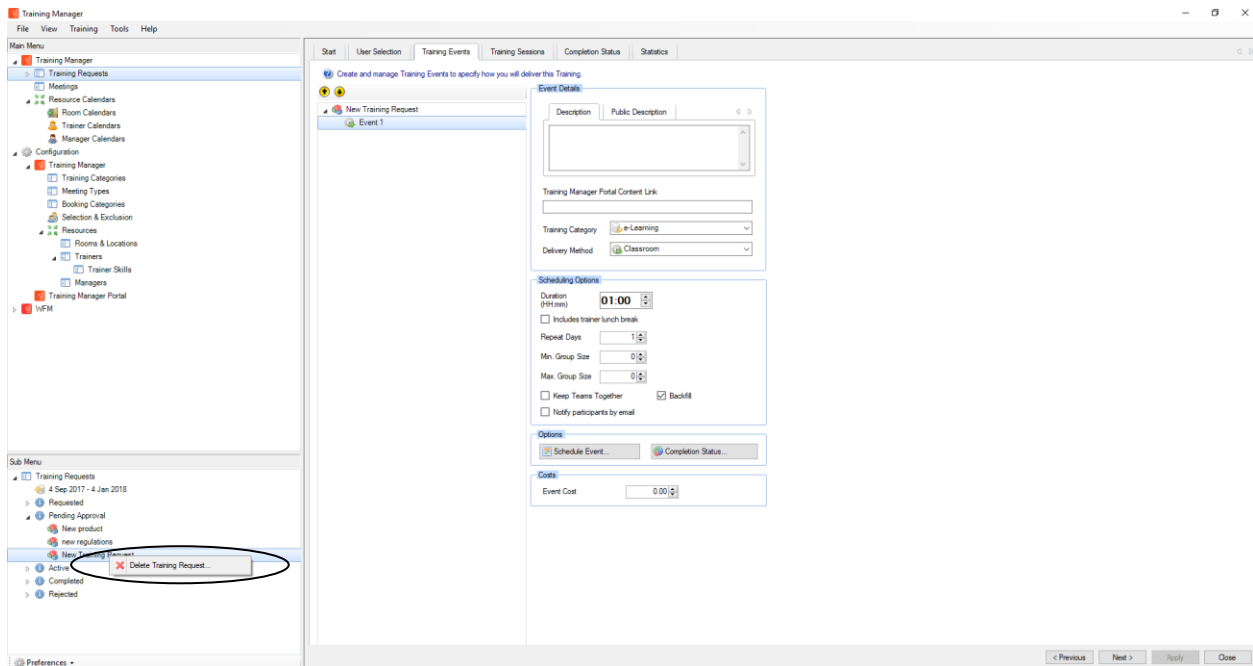 Training Manager
File View Training Tools Help
Main Menu
Training Manager
Training Requests
Meetings
Resource Calendars
Room Calendars
Trainer Calendars
Manager Calendars
Configuration
Training Manager
Training Categories
Meeting Types
Booking Categories
Selection & Exclusion
Resources
Rooms & Locations
Trainers
Trainer Skills
Managers
Training Manager Portal
WFM
Sub Menu
Training Requests
4 Sep 2017 - 4 Jan 2018
Requested
Pending Approval
New product
new regulations
New Training Request
Active
Delete Training Request...
Completed
Rejected
Preferences
Start User Selection Training Events Training Sessions Completion Status Statistics
Create and manage Training Events to specify how you will deliver this Training.
New Training Request
Event 1
Event Details
Description Public Description
Training Manager Portal Content Link
Training Category e-Learning
Delivery Method Classroom
Scheduling Options
Duration
(HH:mm) 01:00
Includes trainer lunch break
Repeat Days 1
Min. Group Size 0
Max. Group Size 0
Keep Teams Together Backfill
Notify participants by email
Options
Schedule Event... Completion Status...
Costs
Event Cost 0.00
< Previous Next > Apply Close